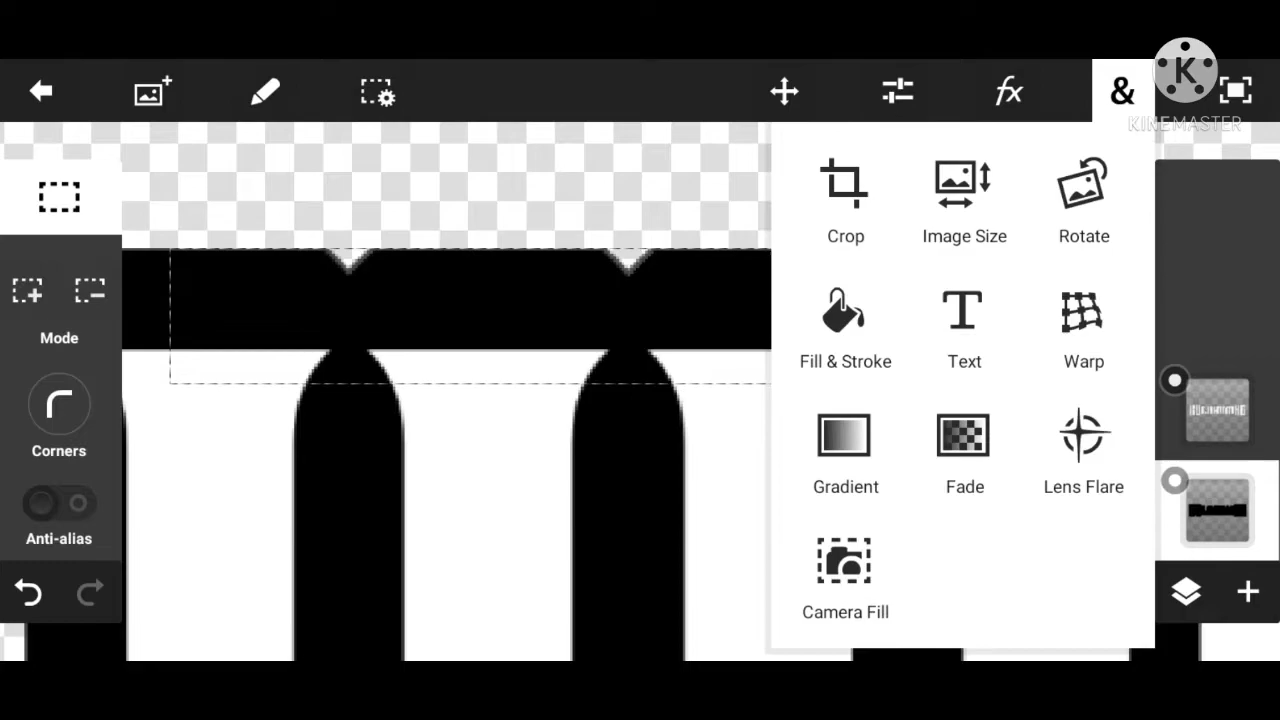 fx
&
K
KINEMASTER
Crop
Image Size
Rotate
Mode
Fill & Stroke
Text
Warp
Corners
Gradient
Fade
Lens Flare
Anti-alias
Camera Fill